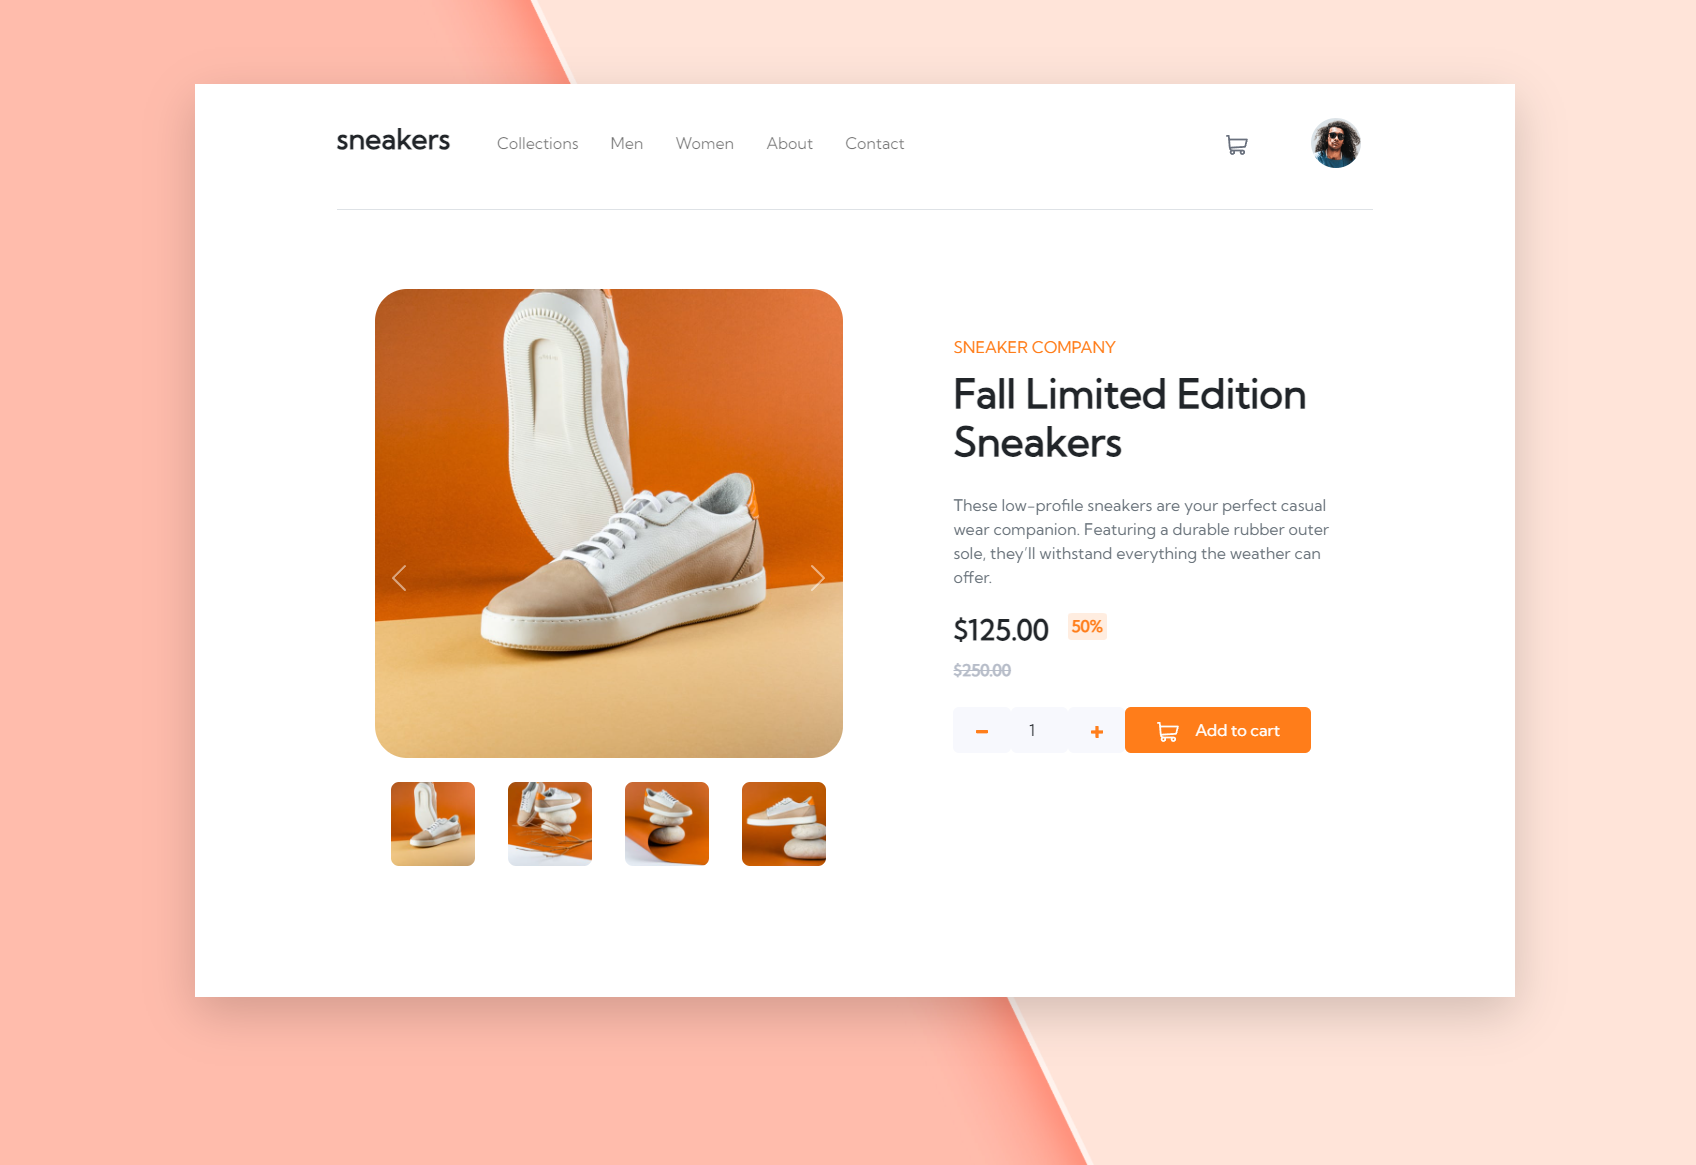 sneakers
Collections
Men
Women
About
Contact
SNEAKER COMPANY
Fall Limited Edition
Sneakers
These low-profile sneakers are your perfect casual
wear companion. Featuring a durable rubber outer
sole, they’ll withstand everything the weather can
offer.
$125.00 50%
$250.00
1
Add to cart